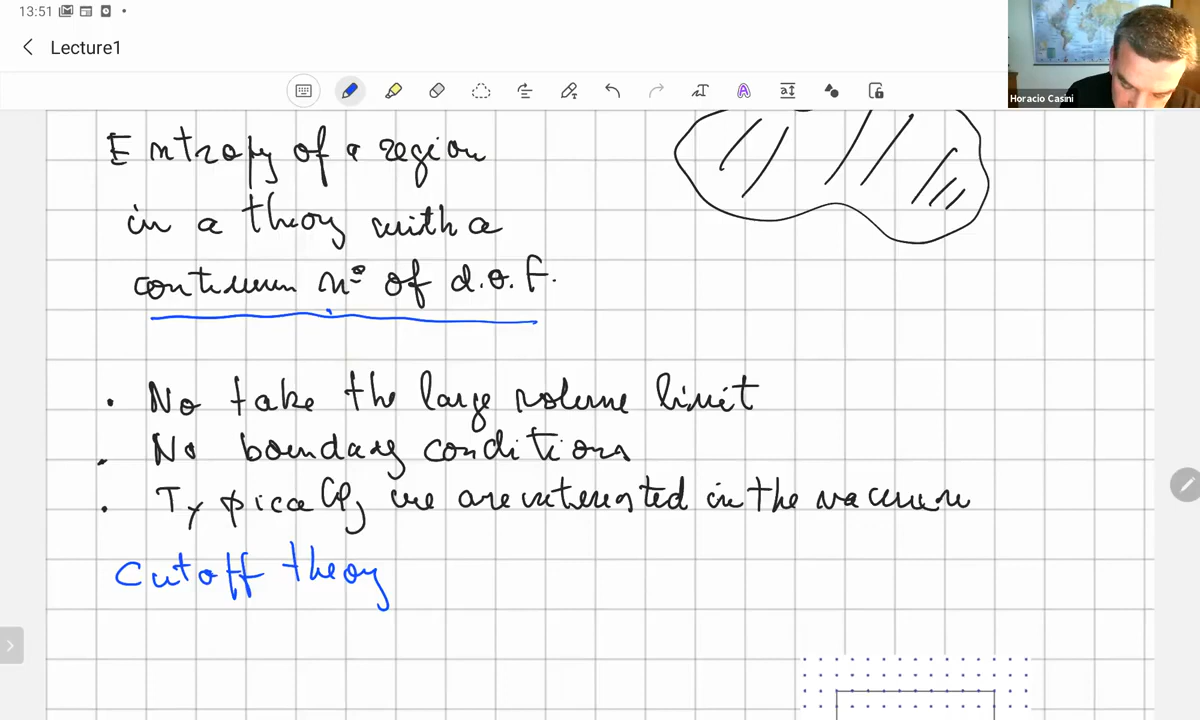 13:51
Lecture1
Horacio Casini
Entropy of a region
in a theory with a
continuum nº of d.o.f.
. No take the large volume limit
. No boundary conditions
. Typically we are interested in the vacuum
Cutoff theory